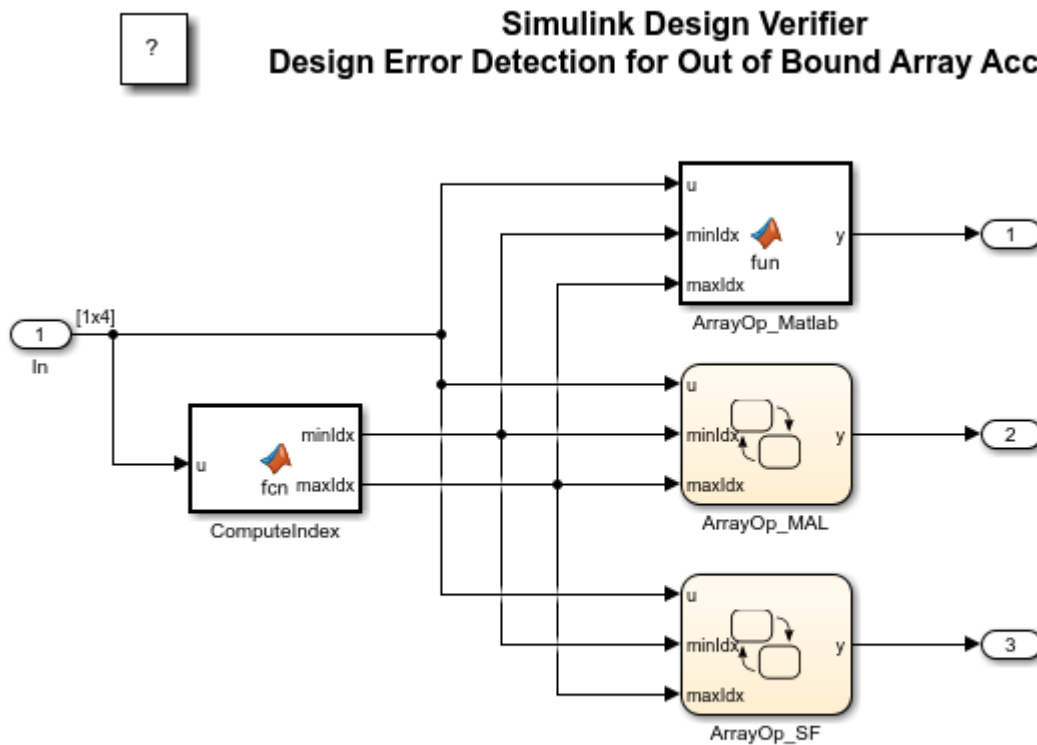 ?
Simulink Design Verifier
Design Error Detection for Out of Bound Array Acc
u
minIdx
fun
y
maxIdx
ArrayOp_Matlab
1
[1x4]
1
In
u
fcn
minIdx
maxIdx
ComputeIndex
u
minIdx
y
maxIdx
ArrayOp_MAL
2
u
minIdx
y
maxIdx
ArrayOp_SF
3